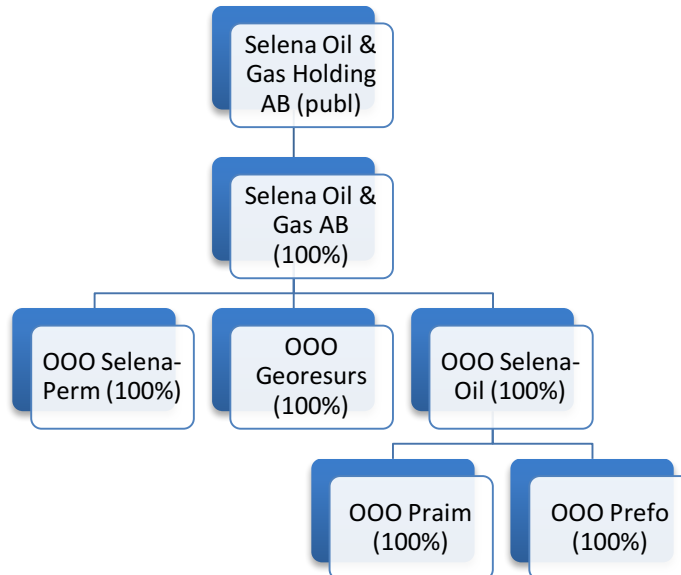 Selena Oil &
Gas Holding
AB (publ)
Selena Oil &
Gas AB
(100%)
OOO Selena-
Perm (100%)
OOO
Georesurs
(100%)
OOO Selena-
Oil (100%)
OOO Praim
(100%)
OOO Prefo
(100%)